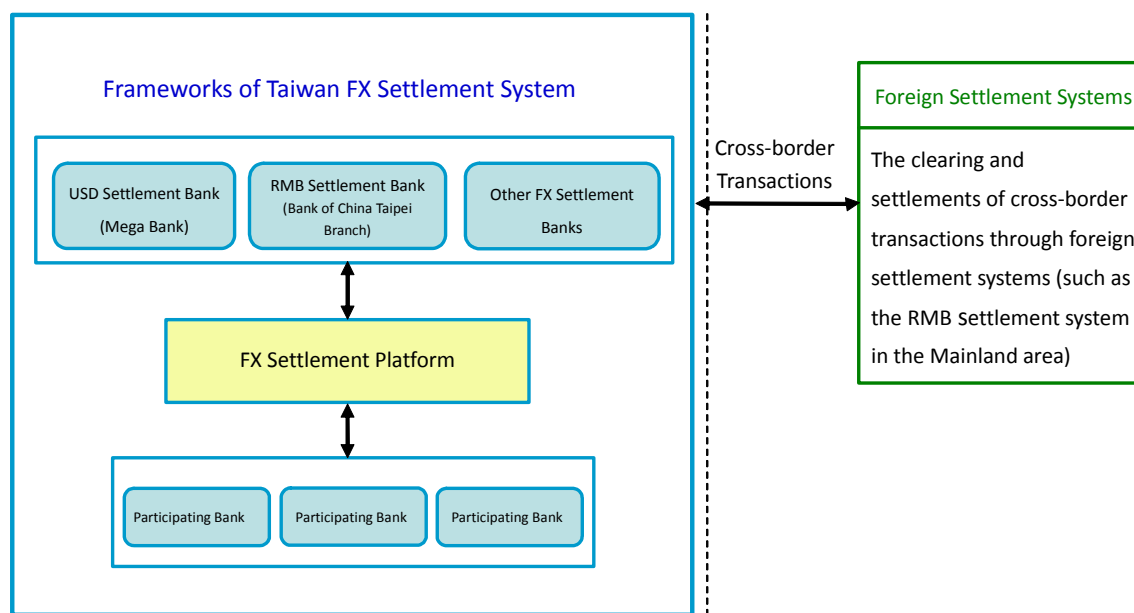 Frameworks of Taiwan FX Settlement System
USD Settlement Bank
(Mega Bank)
RMB Settlement Bank
(Bank of China Taipei
Branch)
Other FX Settlement
Banks
FX Settlement Platform
Participating Bank
Participating Bank
Participating Bank
Cross-border
Transactions
Foreign Settlement Systems
The clearing and
settlements of cross-border
transactions through foreign
settlement systems (such as
the RMB Settlement system
in the Mainland area)